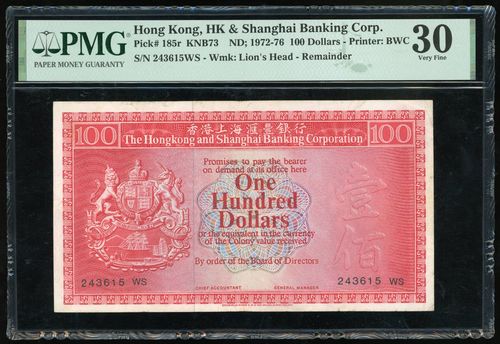 PMG
PAPER MONEY GUARANTY
Hong Kong, HK & Shanghai Banking Corp.
Pick# 185r KNB73 ND; 1972-76 100 Dollars - Printer: BWC
S/N 243615WS - Wmk: Lion's Head - Remainder
30
Very Fine
100
香港上海滙豐銀行
100
The Hongkong and Shanghai Banking Corporation
Promises to pay the bearer
on demand at its office here
One
Hundred
Dollars
or the equivalent in the currency
of the Colony value received
By order of the Board of Directors
壹
佰
243615 WS
243615 WS
CHIEF ACCOUNTANT
GENERAL MANAGER